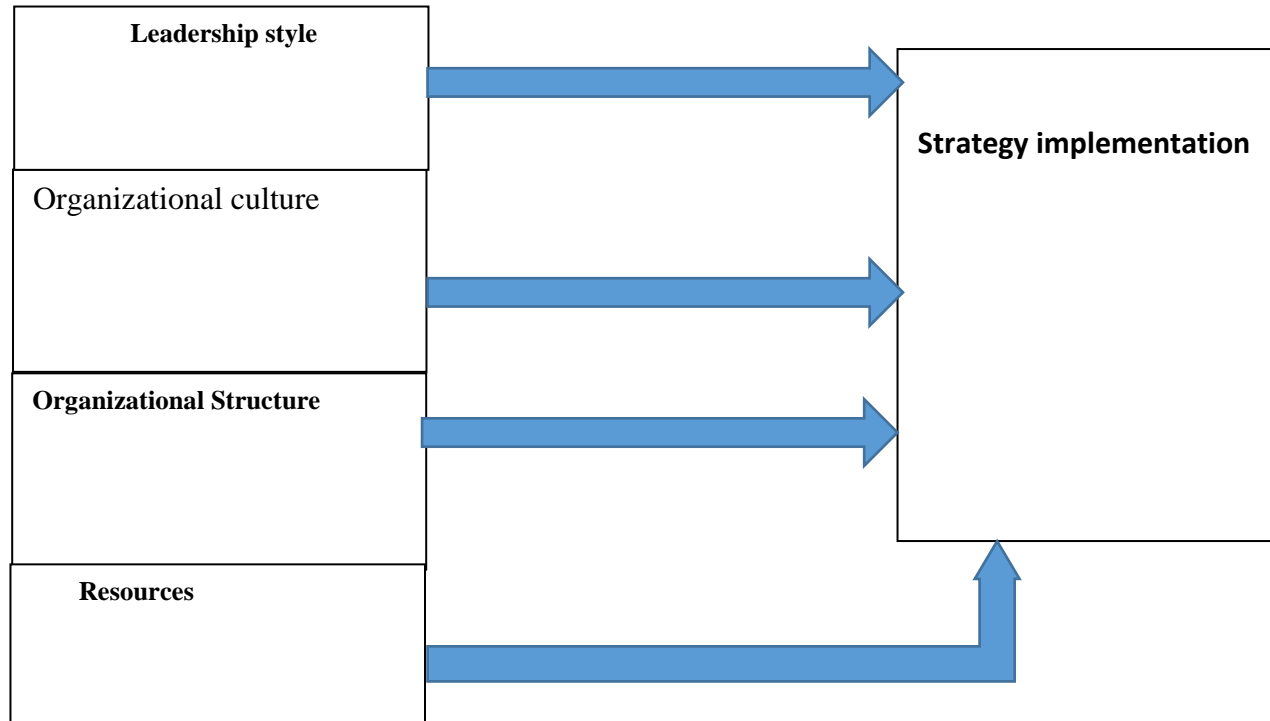 Leadership style
Strategy implementation
Organizational culture
Organizational Structure
Resources